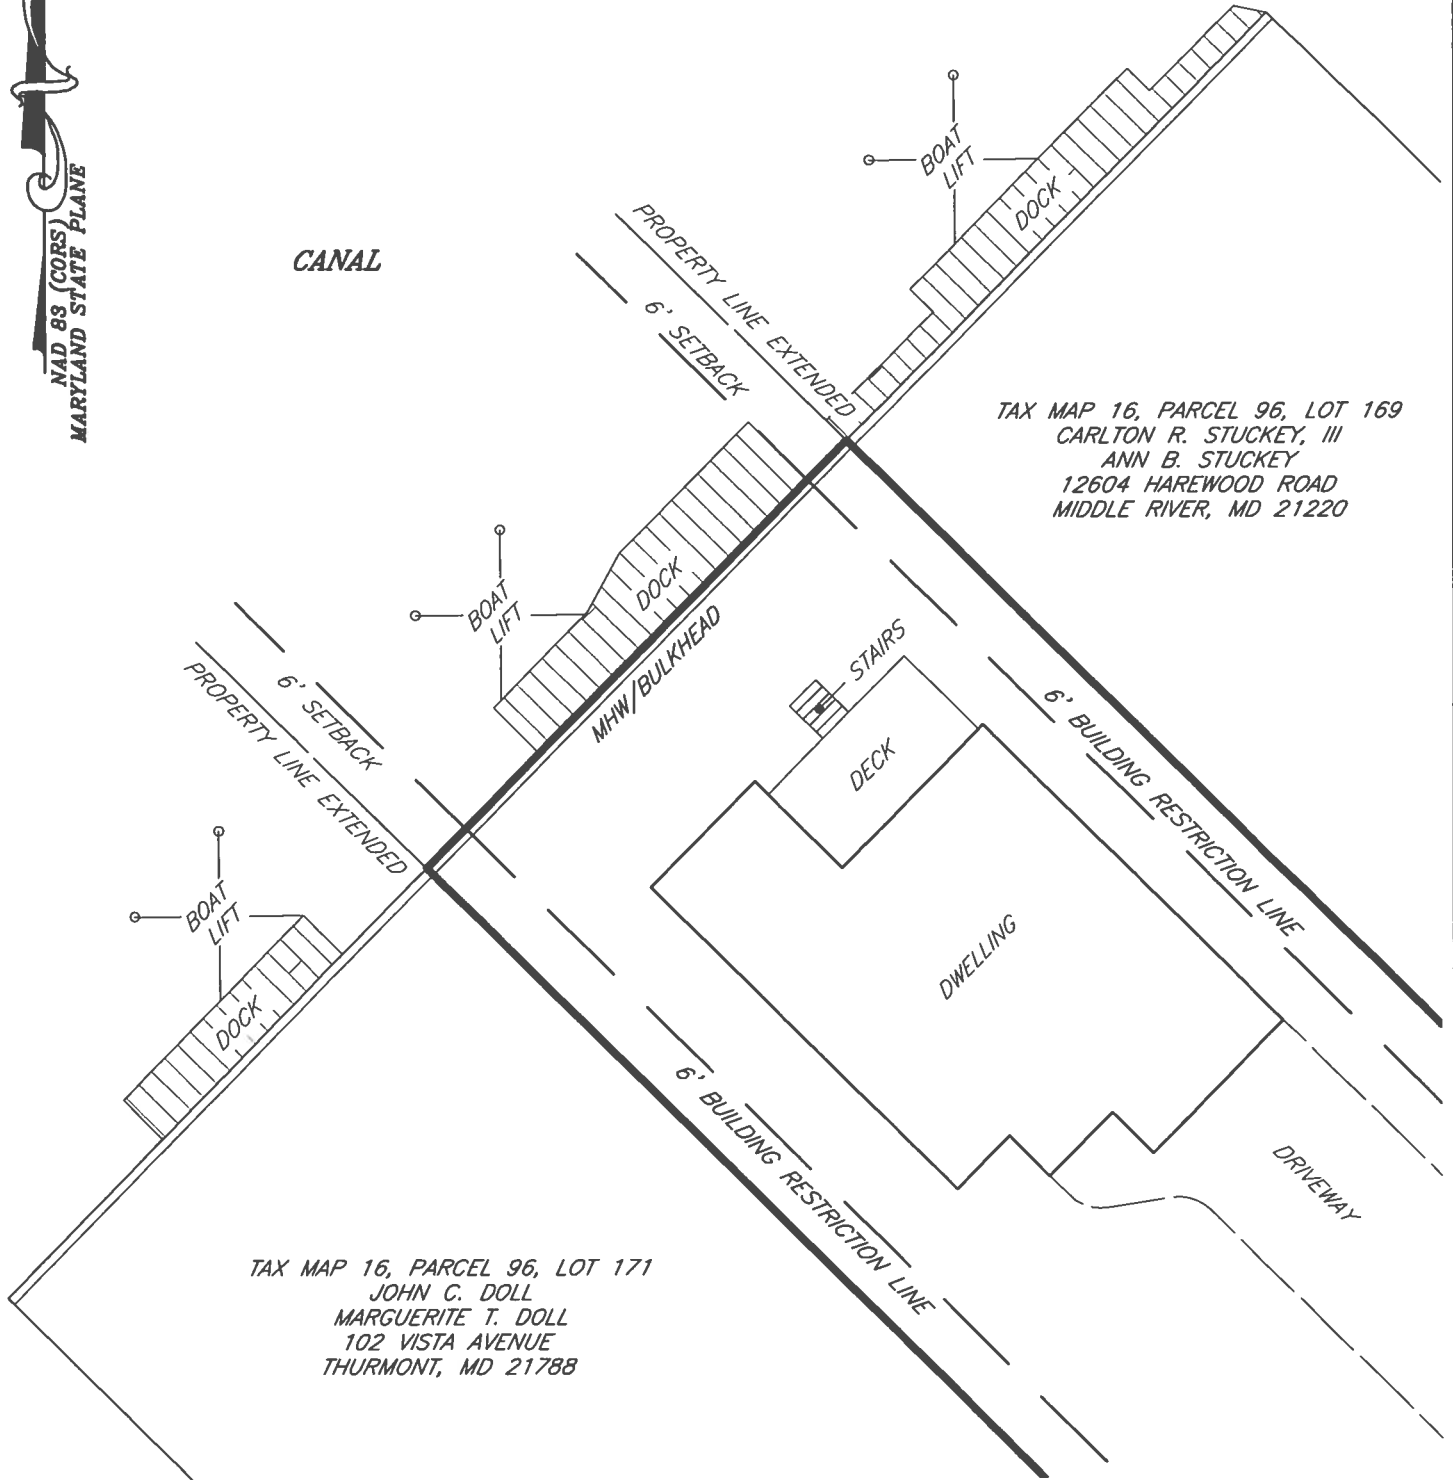 NAD 83 (CORS)
MARYLAND STATE PLANE
CANAL
BOAT
LIFT
DOCK
PROPERTY LINE EXTENDED
6' SETBACK
TAX MAP 16, PARCEL 96, LOT 169
CARLTON R. STUCKEY, III
ANN B. STUCKEY
12604 HAREWOOD ROAD
MIDDLE RIVER, MD 21220
BOAT
LIFT
DOCK
MHW/BULKHEAD
STAIRS
DECK
6' SETBACK
PROPERTY LINE EXTENDED
6' BUILDING RESTRICTION LINE
BOAT
LIFT
DOCK
DWELLING
6' BUILDING RESTRICTION LINE
DRIVEWAY
TAX MAP 16, PARCEL 96, LOT 171
JOHN C. DOLL
MARGUERITE T. DOLL
102 VISTA AVENUE
THURMONT, MD 21788